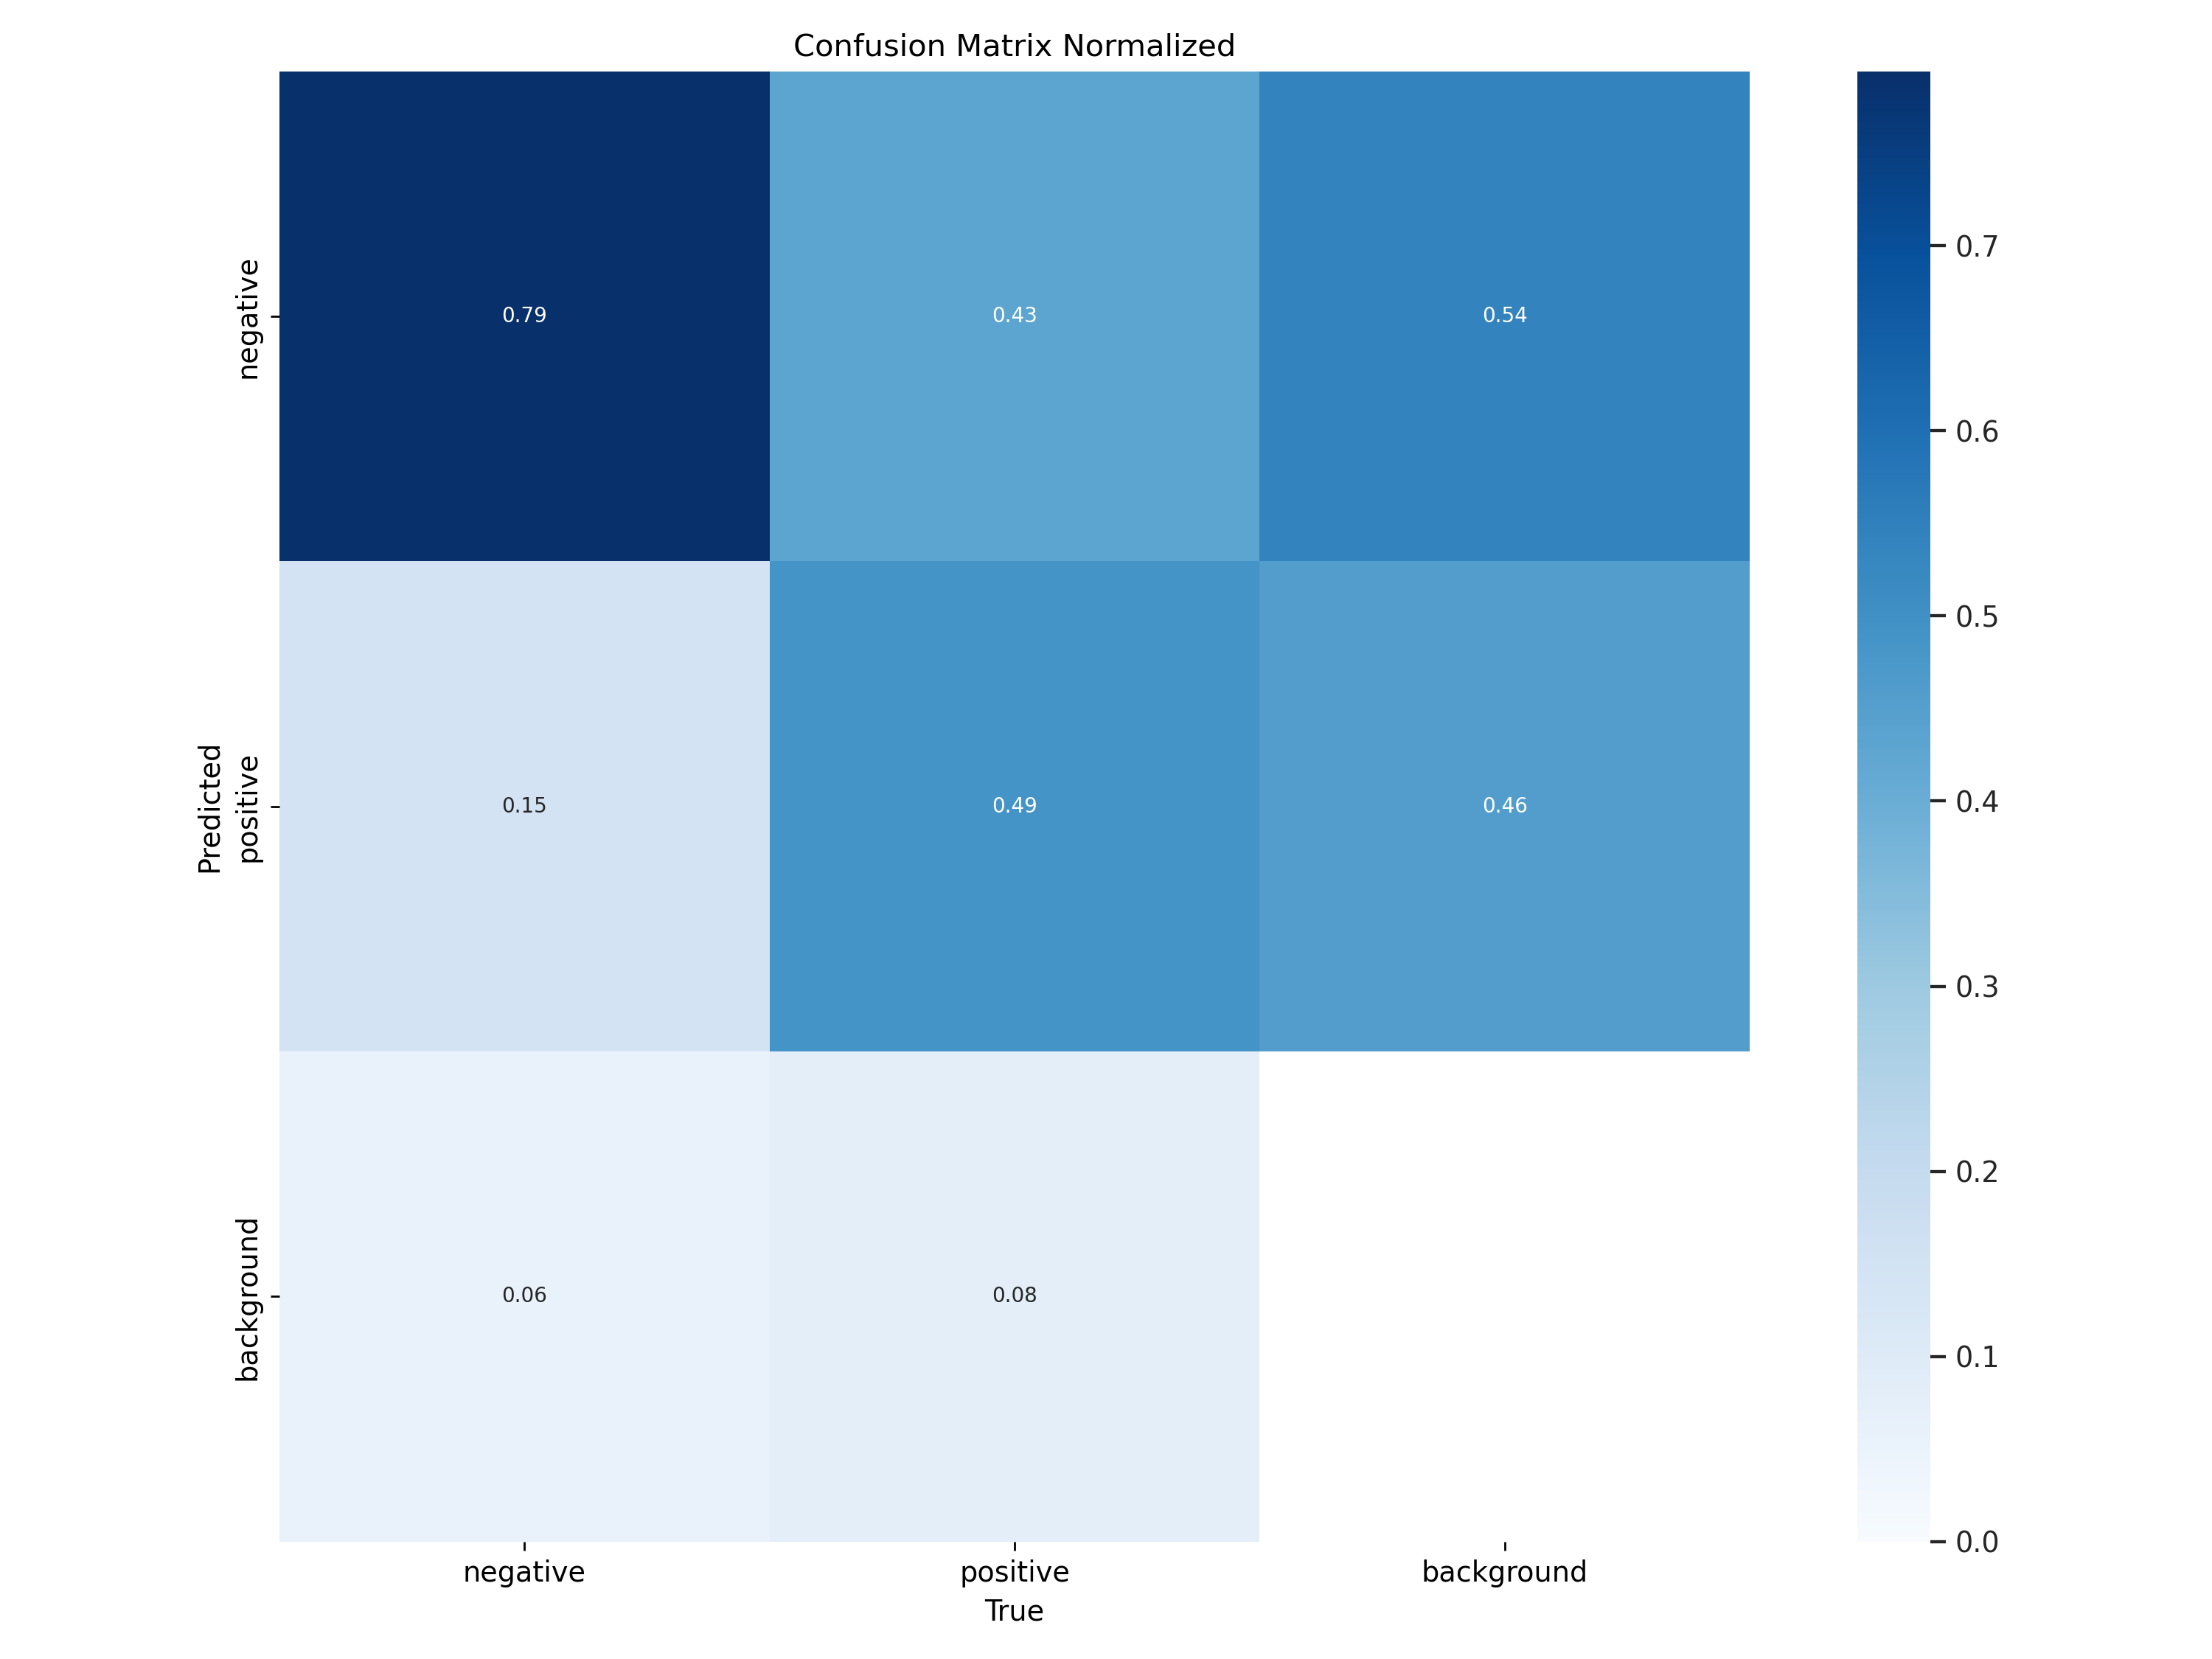 Confusion Matrix Normalized
negative
0.79
0.43
0.54
Predicted
positive
0.15
0.49
0.46
background
0.06
0.08
negative
positive
background
True
0.7
0.6
0.5
0.4
0.3
0.2
0.1
0.0